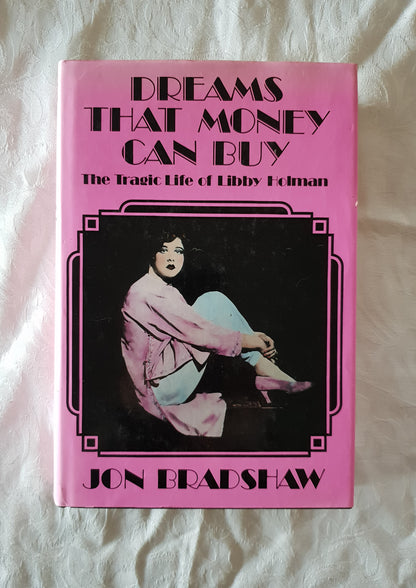 DREAMS
THAT MONEY
CAN BUY
The Tragic Life of Libby Holman
JON BRADSHAW